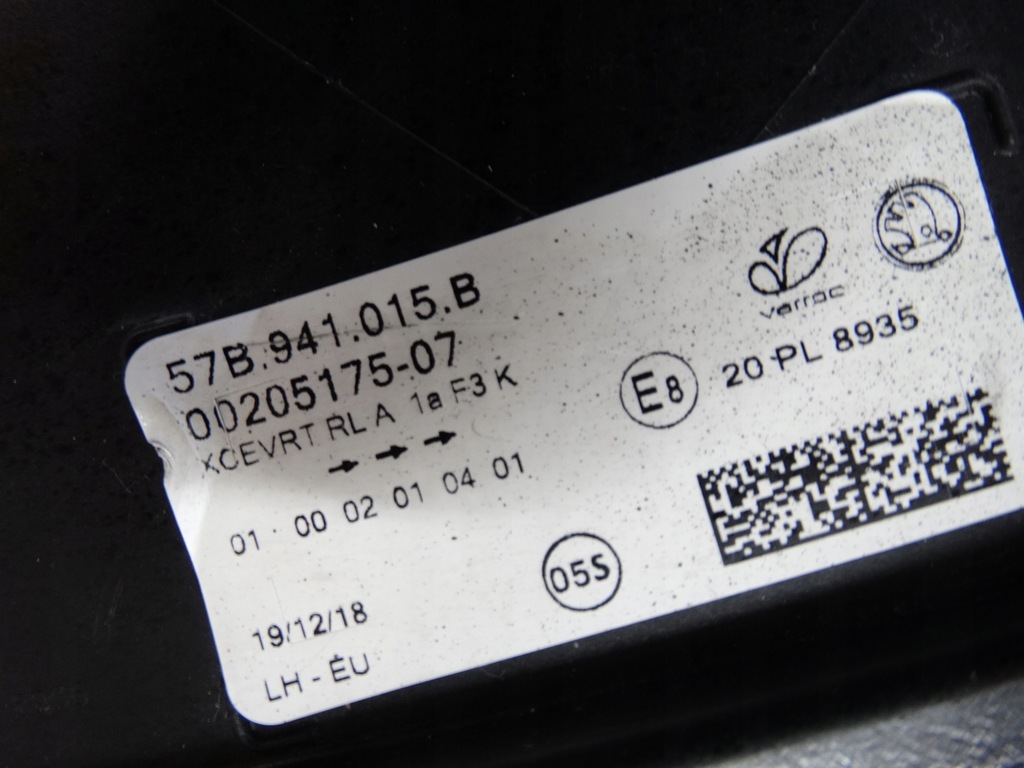 57B.941.015.B
00205175-07
XCEVRT RL A 1a F3 K
01 00 02 01 04 01
19/12/18
LH - EU
05S
E8
20 PL 8935
varroc